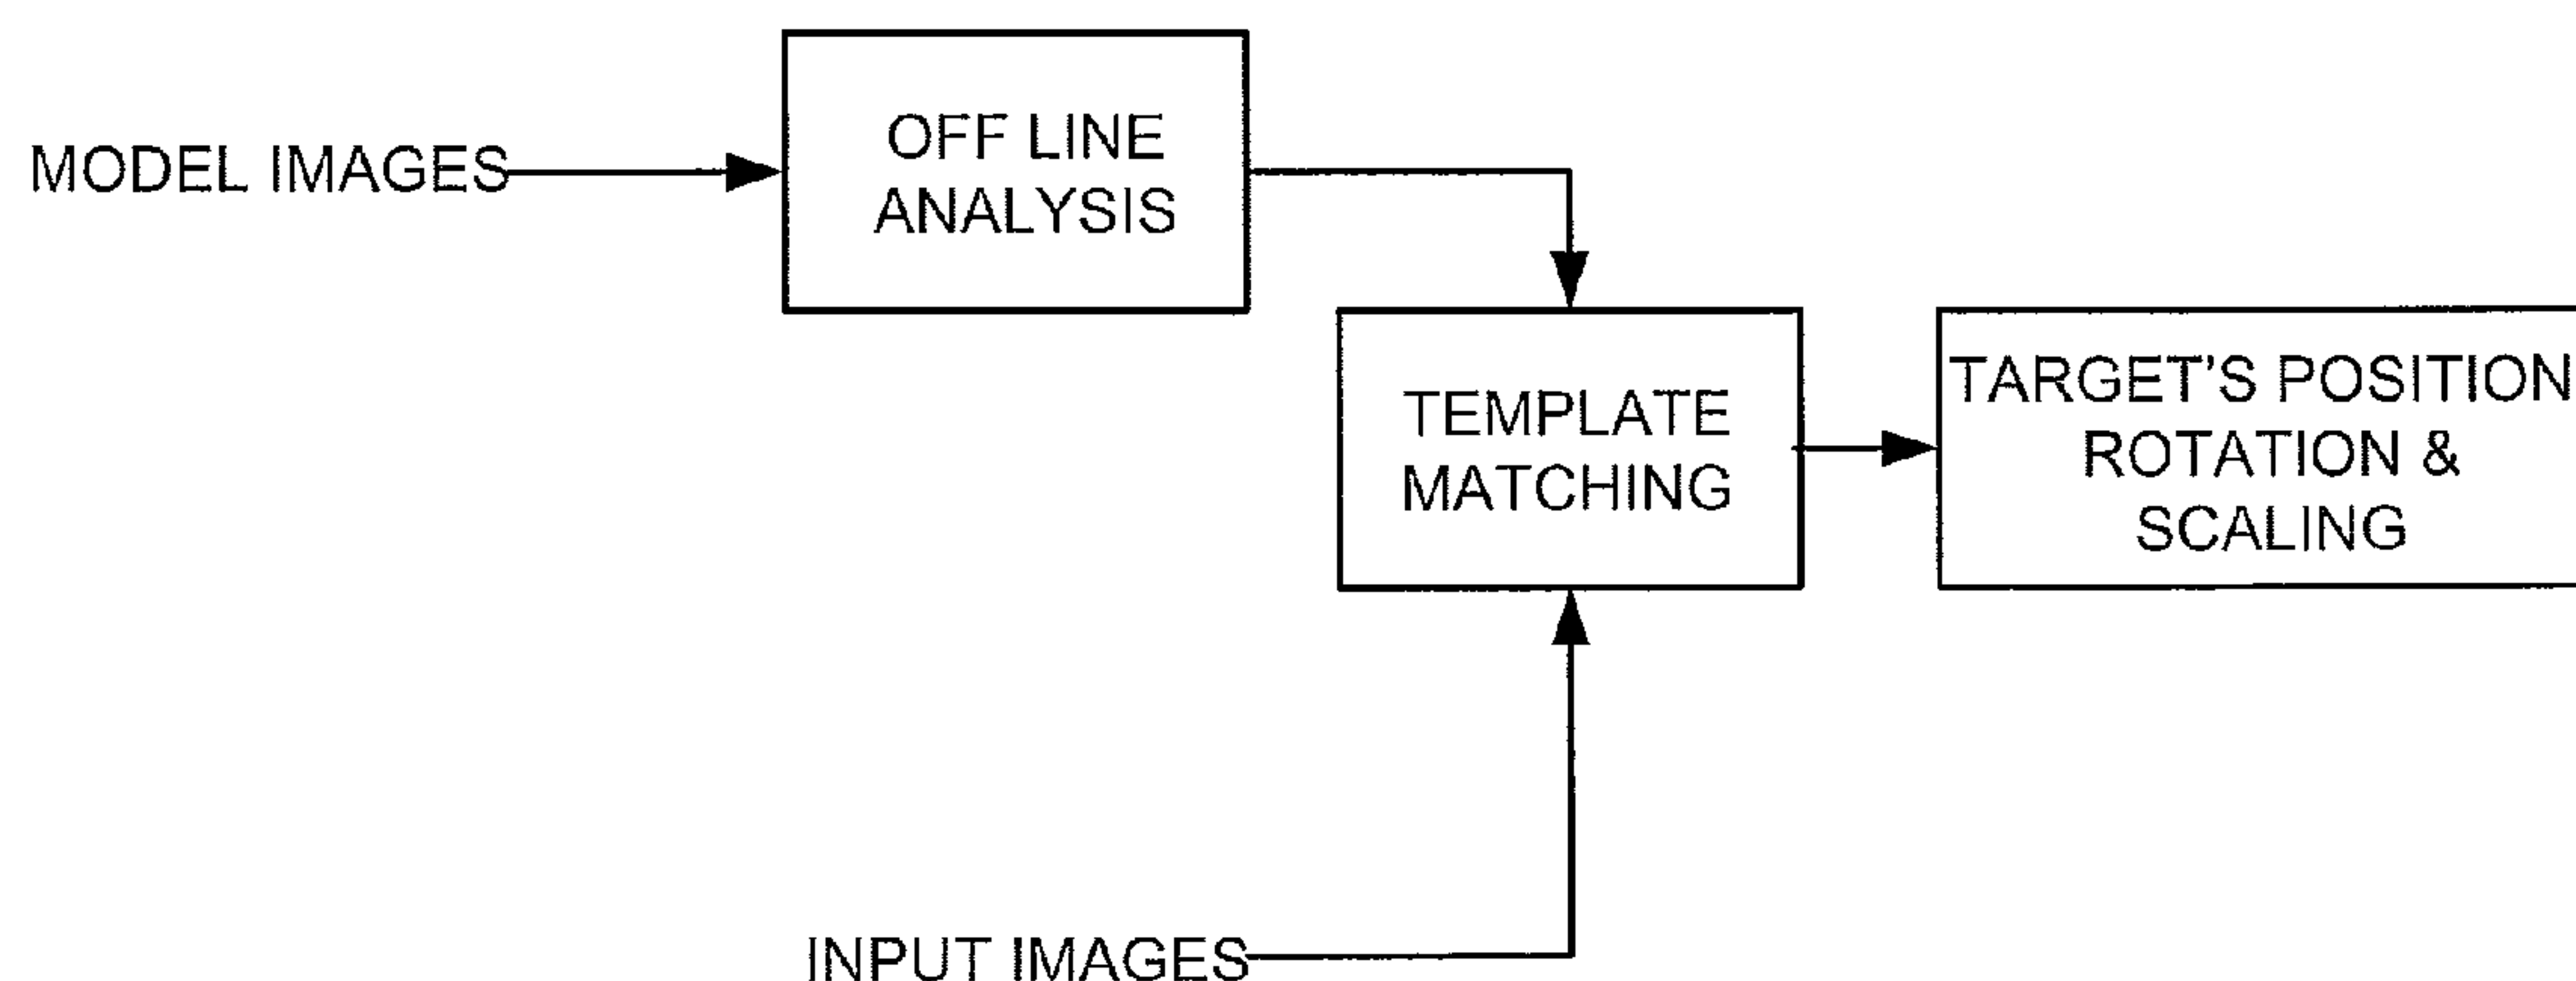 MODEL IMAGES
OFF LINE
ANALYSIS
TEMPLATE
MATCHING
TARGET'S POSITION
ROTATION &
SCALING
INPUT IMAGES